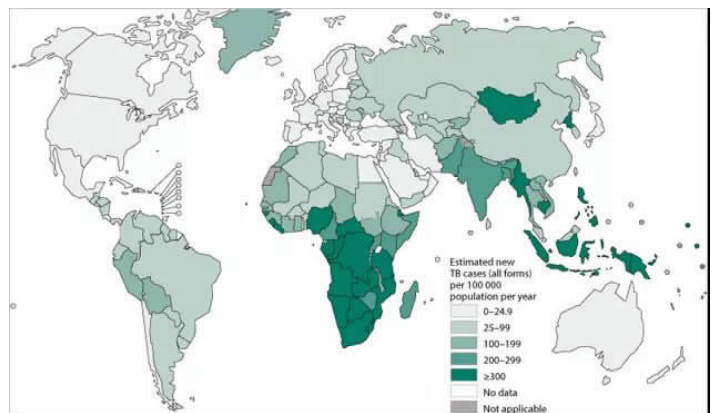 Estimated new
TB cases (all forms)
per 100 000
population per year
0–24.9
25–99
100–199
200–299
≥300
No data
Not applicable